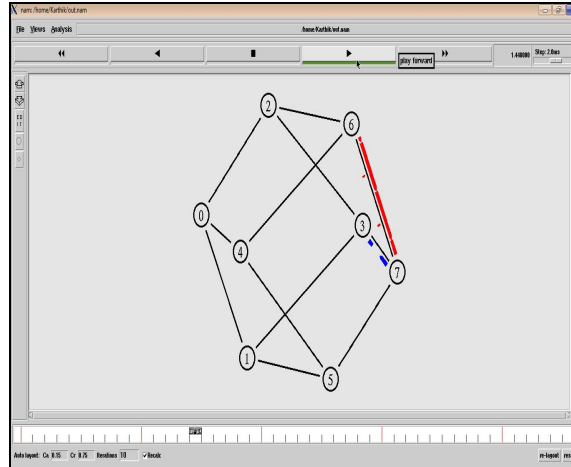 nam: /home/Karthik/out.nam
File Views Analysis
/home/Karthik/out.nam
play forward
1.448000
Step: 2.0ms
2
6
0
3
4
7
1
5
Auto layout: Ca 0.15 Cr 0.75 Iterations 10 Recalc
re-layout